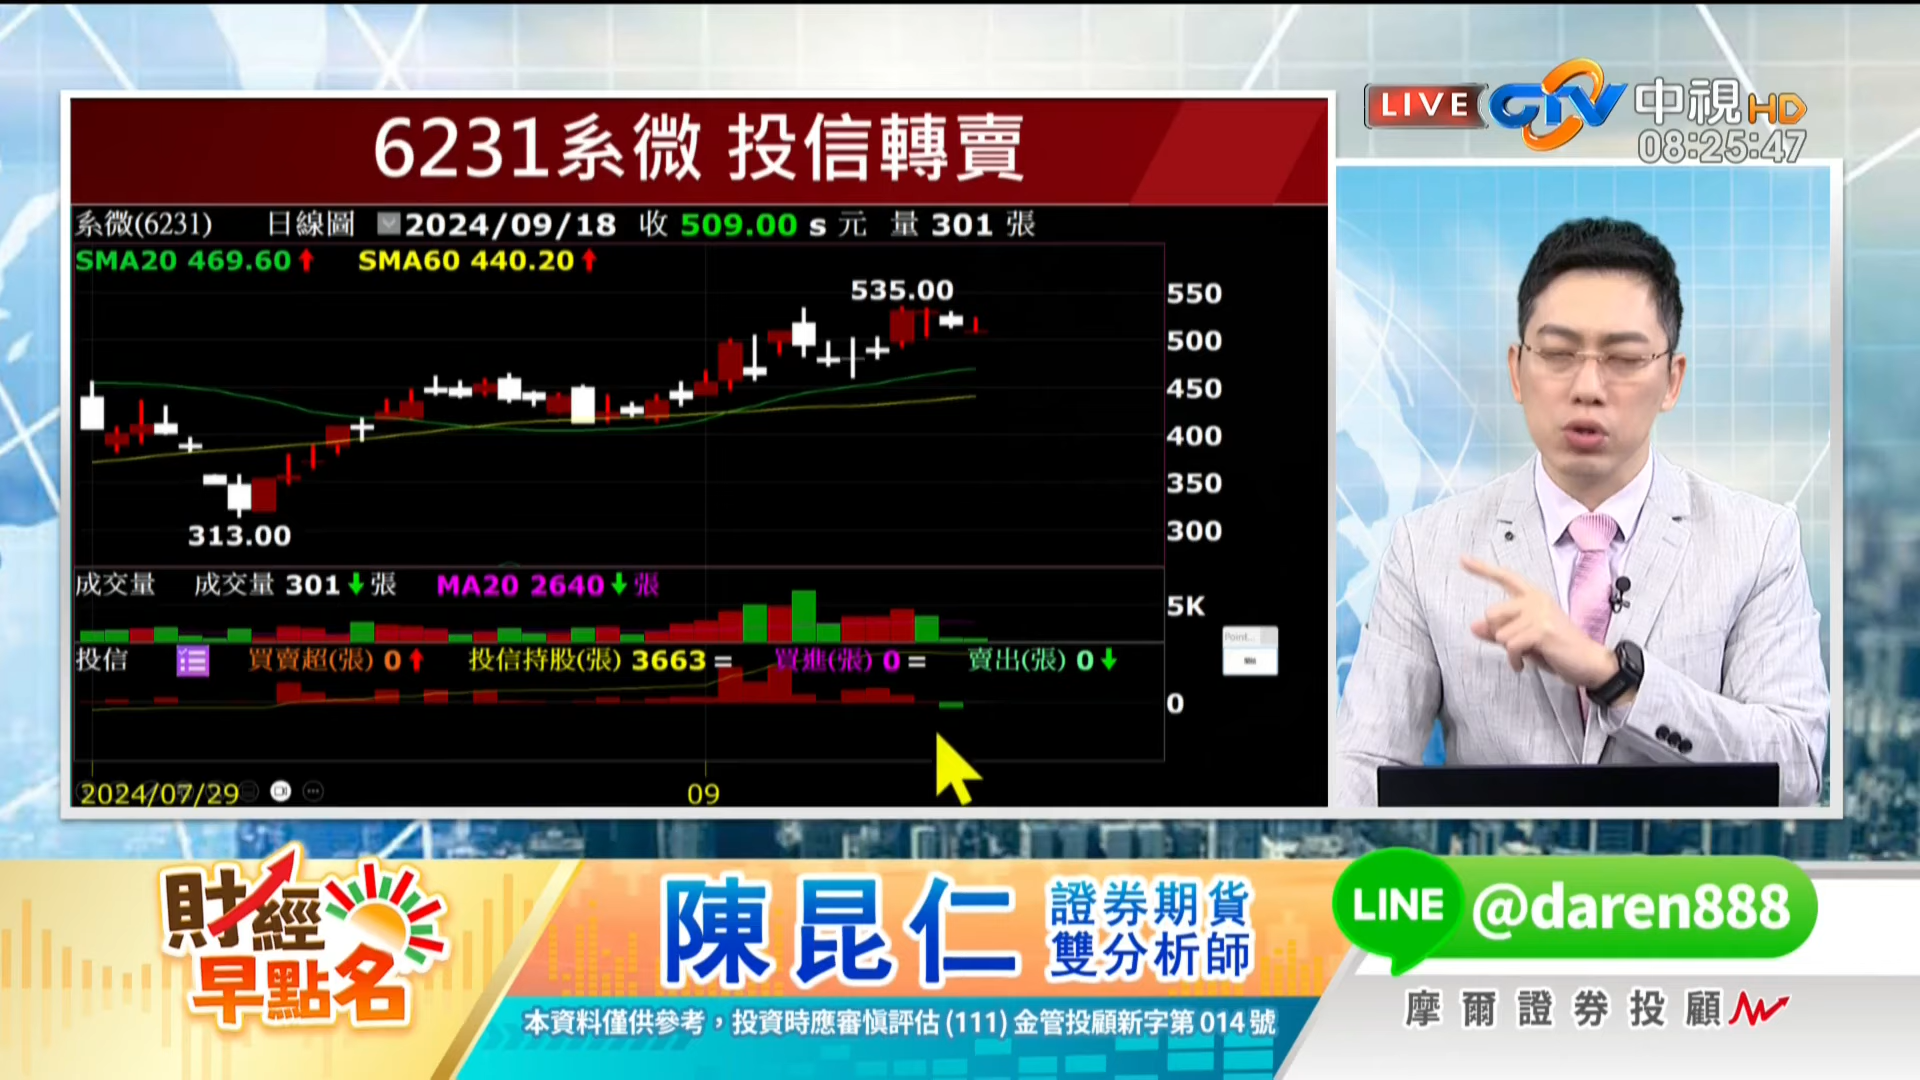 LIVE CTV 中視 HD
08:25:47
6231系微 投信轉賣
系微(6231) 日線圖 2024/09/18 收 509.00 s 元 量 301 張
SMA20 469.60 SMA60 440.20
535.00
550
500
450
400
350
300
313.00
成交量 成交量 301 張 MA20 2640 張
5K
投信 買賣超(張) 0 投信持股(張) 3663 = 買進(張) 0 = 賣出(張) 0
Point...
0
2024/07/29 09
財經早點名
陳昆仁
證券期貨
雙分析師
本資料僅供參考,投資時應審慎評估(111)金管投顧新字第014號
LINE @daren888
摩爾證券投顧